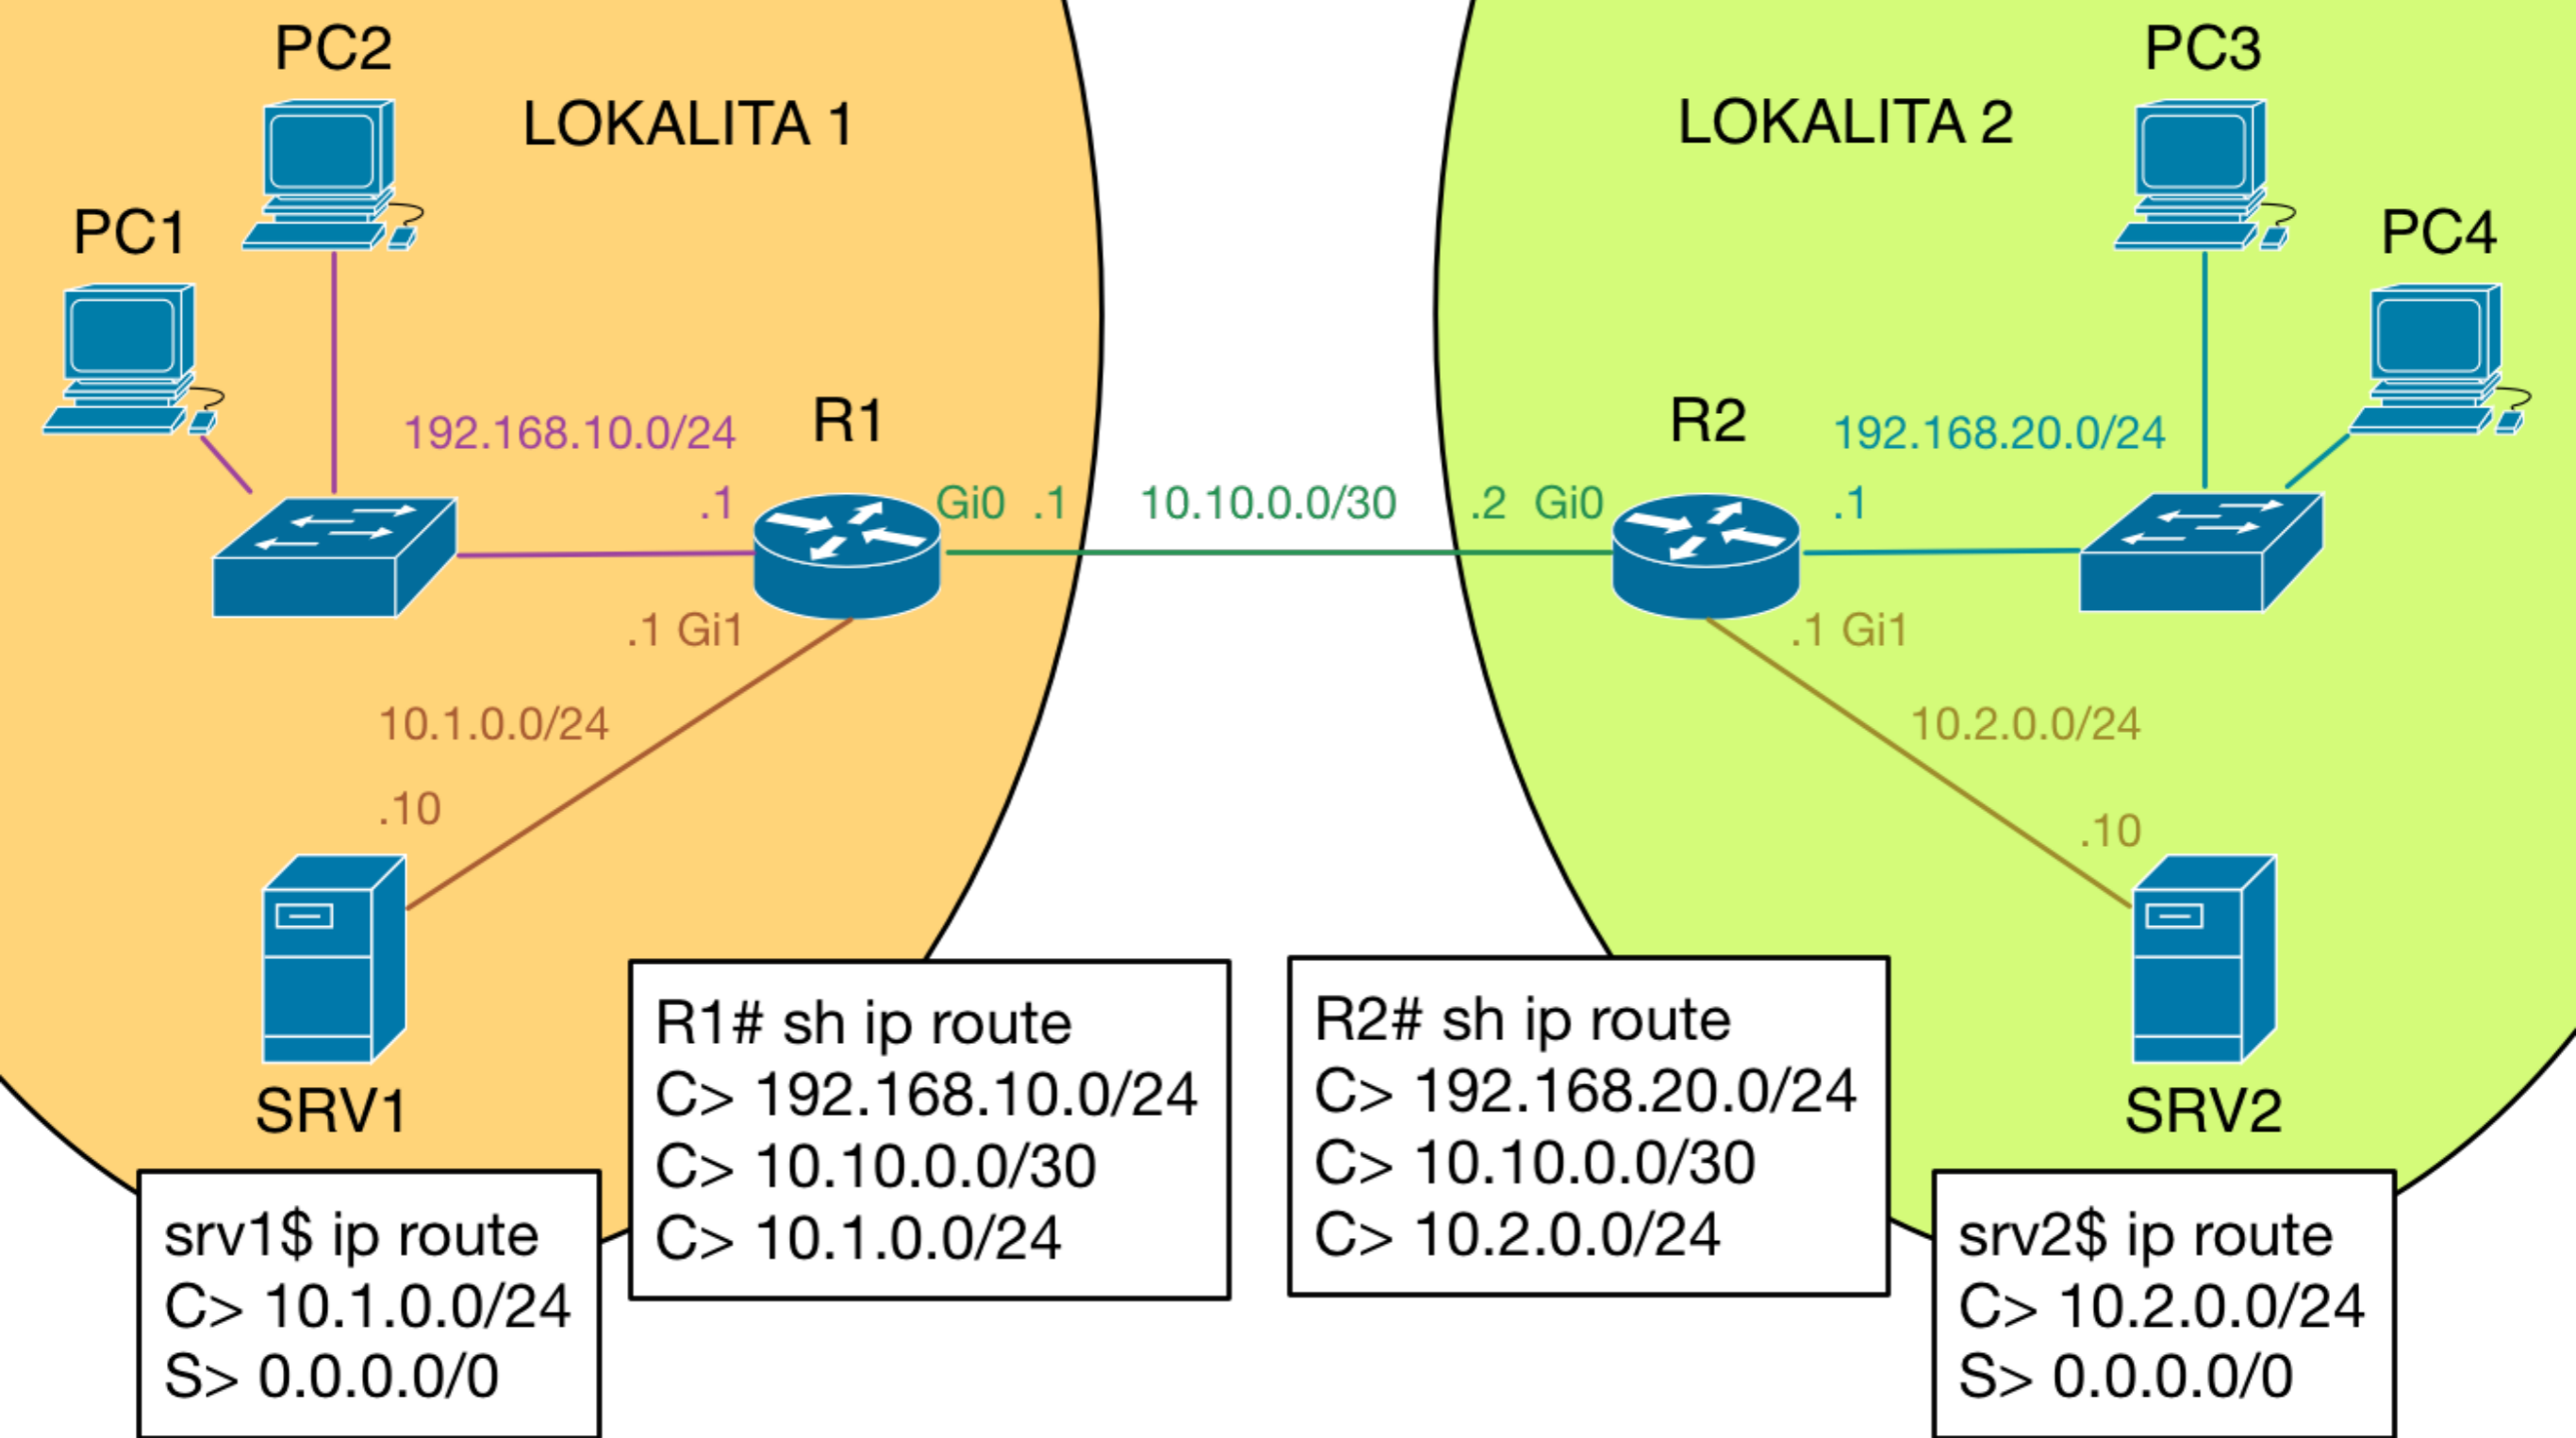 PC2
LOKALITA 1
PC1
192.168.10.0/24
R1
.1
Gi0 .1
10.10.0.0/30
.1 Gi1
10.1.0.0/24
.10
SRV1
LOKALITA 2
PC3
PC4
R2
192.168.20.0/24
.2 Gi0
.1
.1 Gi1
10.2.0.0/24
.10
SRV2
srv1$ ip route
C> 10.1.0.0/24
S> 0.0.0.0/0
R1# sh ip route
C> 192.168.10.0/24
C> 10.10.0.0/30
C> 10.1.0.0/24
R2# sh ip route
C> 192.168.20.0/24
C> 10.10.0.0/30
C> 10.2.0.0/24
srv2$ ip route
C> 10.2.0.0/24
S> 0.0.0.0/0